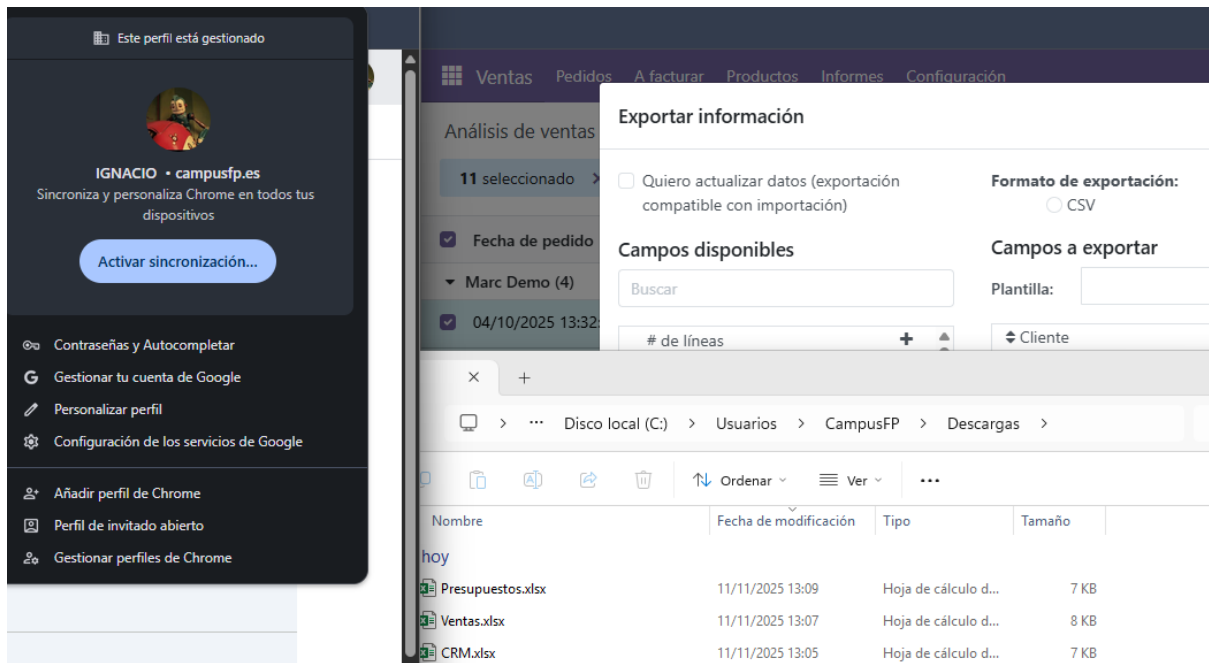 Este perfil está gestionado
IGNACIO • campusfp.es
Sincroniza y personaliza Chrome en todos tus
dispositivos
Activar sincronización...
Contraseñas y Autocompletar
G Gestionar tu cuenta de Google
Personalizar perfil
Configuración de los servicios de Google
Añadir perfil de Chrome
Perfil de invitado abierto
Gestionar perfiles de Chrome
Ventas Pedidos A facturar Productos Informes Configuración
Análisis de ventas
11 seleccionado
Fecha de pedido
Marc Demo (4)
04/10/2025 13:32:
Exportar información
Quiero actualizar datos (exportación
compatible con importación)
Formato de exportación:
CSV
Campos disponibles
Buscar
# de líneas
Campos a exportar
Plantilla:
Cliente
Disco local (C:) > Usuarios > CampusFP > Descargas >
Ordenar Ver ...
Nombre Fecha de modificación Tipo Tamaño
hoy
Presupuestos.xlsx 11/11/2025 13:09 Hoja de cálculo d... 7 KB
Ventas.xlsx 11/11/2025 13:07 Hoja de cálculo d... 8 KB
CRM.xlsx 11/11/2025 13:05 Hoja de cálculo d... 7 KB